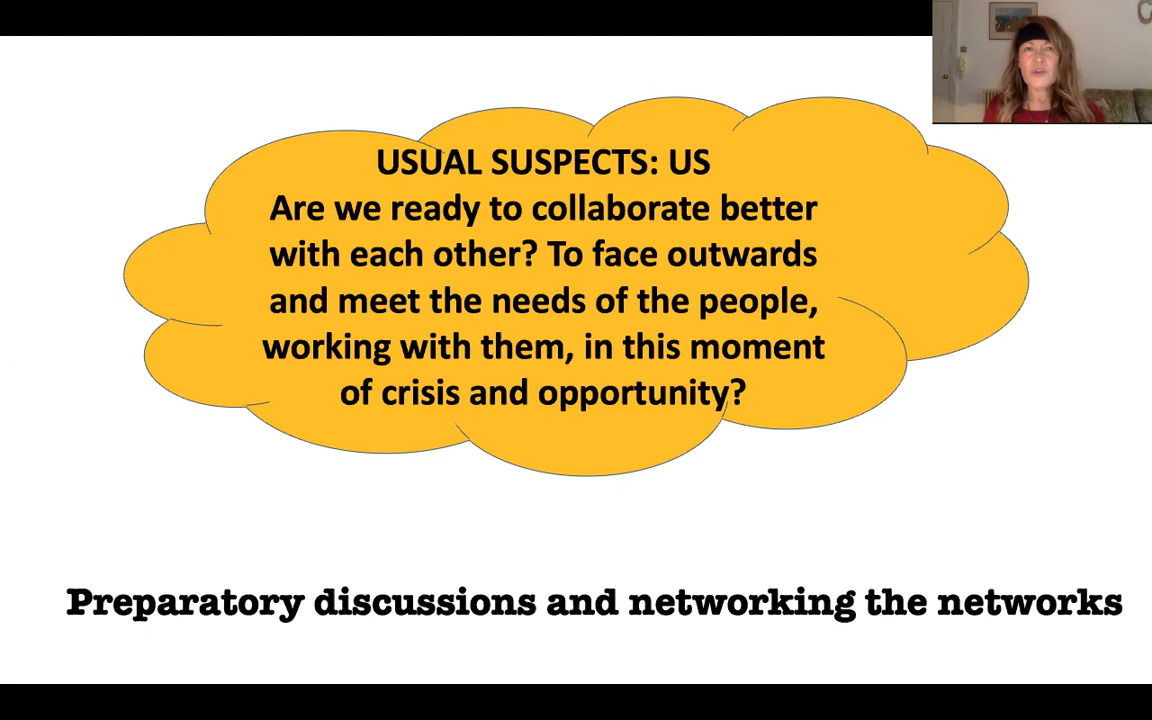 USUAL SUSPECTS: US
Are we ready to collaborate better
with each other? To face outwards
and meet the needs of the people,
working with them, in this moment
of crisis and opportunity?
Preparatory discussions and networking the networks